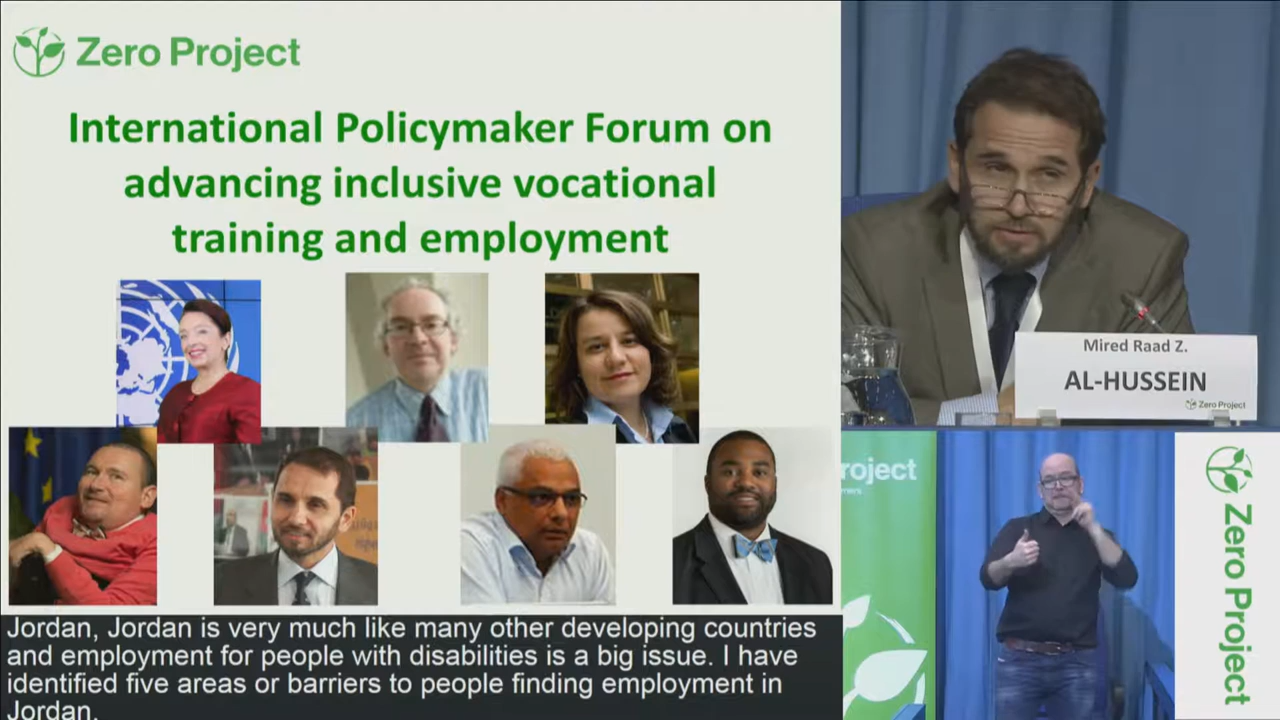 Zero Project
International Policymaker Forum on
advancing inclusive vocational
training and employment
Jordan, Jordan is very much like many other developing countries
and employment for people with disabilities is a big issue. I have
identified five areas or barriers to people finding employment in
Jordan.
Mired Raad Z.
AL-HUSSEIN
Zero Project
roject
Zero Project